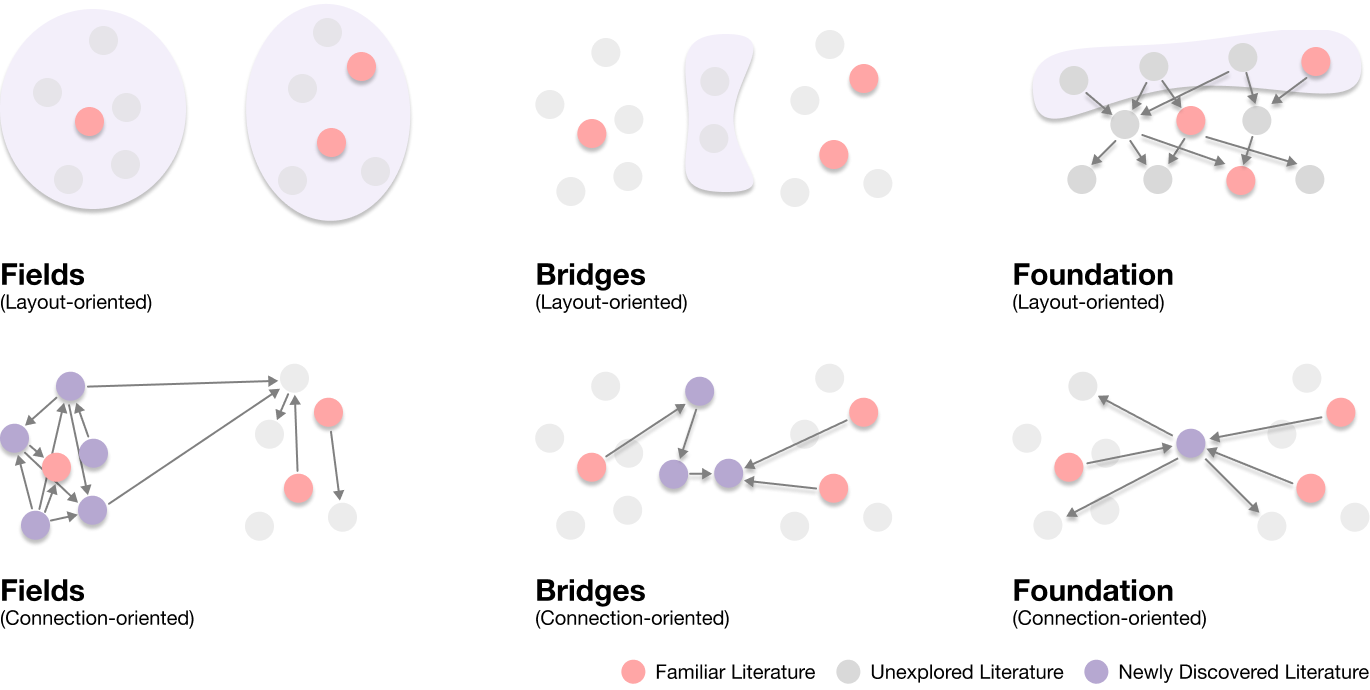 Fields
(Layout-oriented)
Bridges
(Layout-oriented)
Foundation
(Layout-oriented)
Fields
(Connection-oriented)
Bridges
(Connection-oriented)
Foundation
(Connection-oriented)
Familiar Literature
Unexplored Literature
Newly Discovered Literature